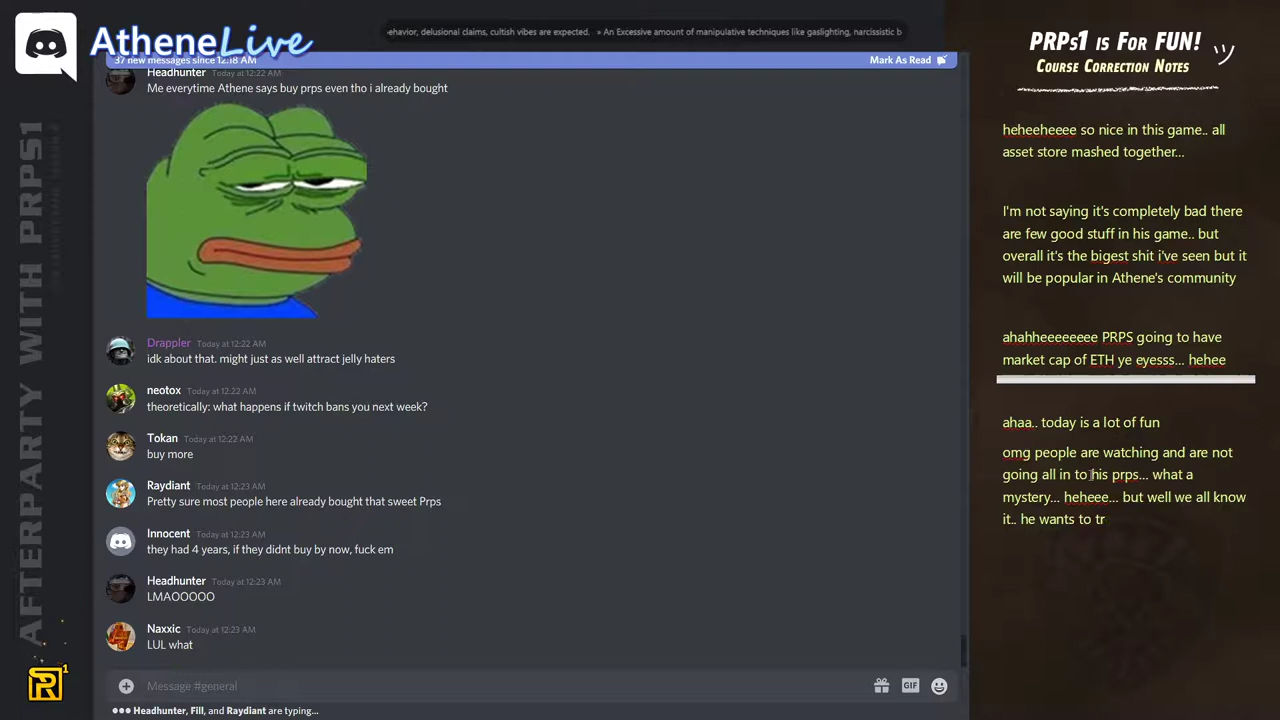 AtheneLive
ehavior, delusional claims, cultish vibes are expected. » An Excessive amount of manipulative techniques like gaslighting, narcissistic b
37 new messages since 12:18 AM
Mark As Read
Headhunter Today at 12:22 AM
Me everytime Athene says buy prps even tho i already bought
Drappler Today at 12:22 AM
idk about that. might just as well attract jelly haters
neotox Today at 12:22 AM
theoretically: what happens if twitch bans you next week?
Tokan Today at 12:22 AM
buy more
Raydiant Today at 12:23 AM
Pretty sure most people here already bought that sweet Prps
Innocent Today at 12:23 AM
they had 4 years, if they didnt buy by now, fuck em
Headhunter Today at 12:23 AM
LMAOOOOO
Naxxic Today at 12:23 AM
LUL what
Message #general
GIF
Headhunter, Fill, and Raydiant are typing...
AFTERPARTY WITH PRPS1
R1
PRPs1 is For FUN! ツ
Course Correction Notes
heheeheeee so nice in this game.. all
asset store mashed together...
I'm not saying it's completely bad there
are few good stuff in his game.. but
overall it's the bigest shit i've seen but it
will be popular in Athene's community
ahahheeeeeeee PRPS going to have
market cap of ETH ye eyesss... hehee
ahaa.. today is a lot of fun
omg people are watching and are not
going all in to his prps... what a
mystery... heheee... but well we all know
it.. he wants to tr